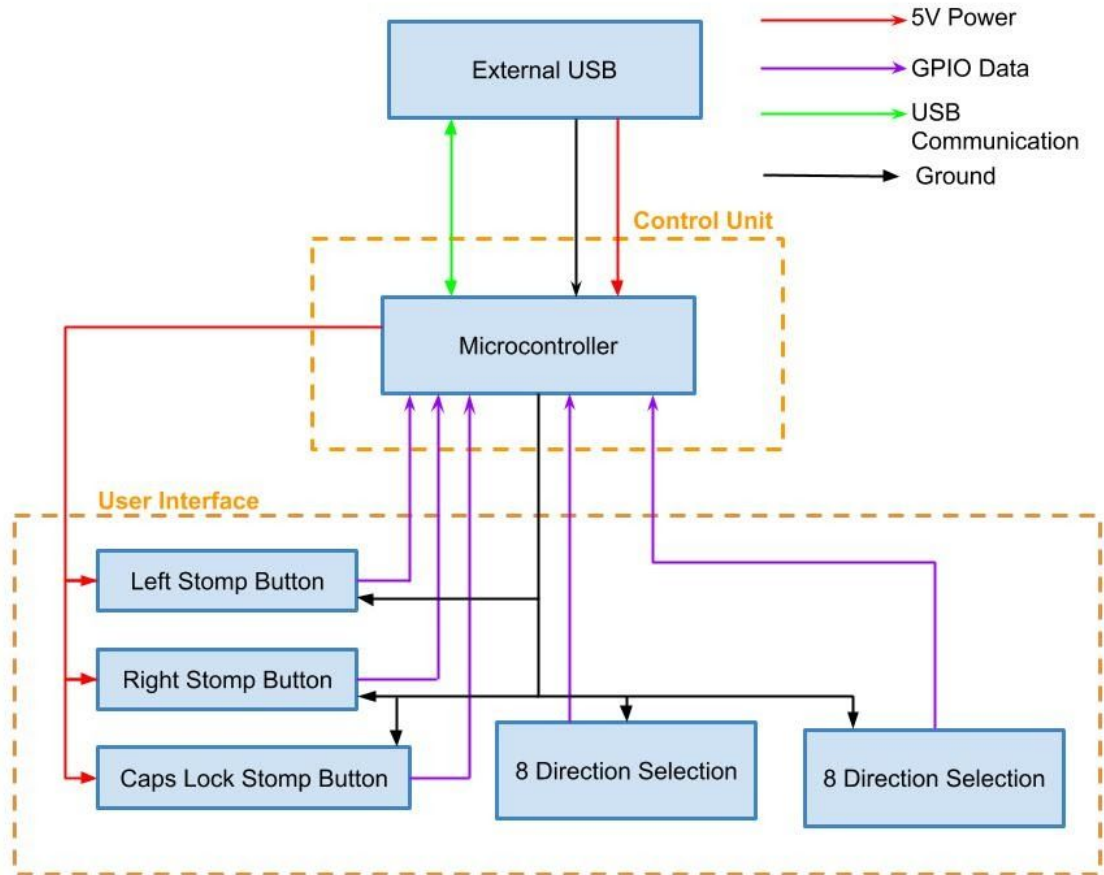 External USB
5V Power
GPIO Data
USB
Communication
Ground
Control Unit
Microcontroller
User Interface
Left Stomp Button
Right Stomp Button
Caps Lock Stomp Button
8 Direction Selection
8 Direction Selection